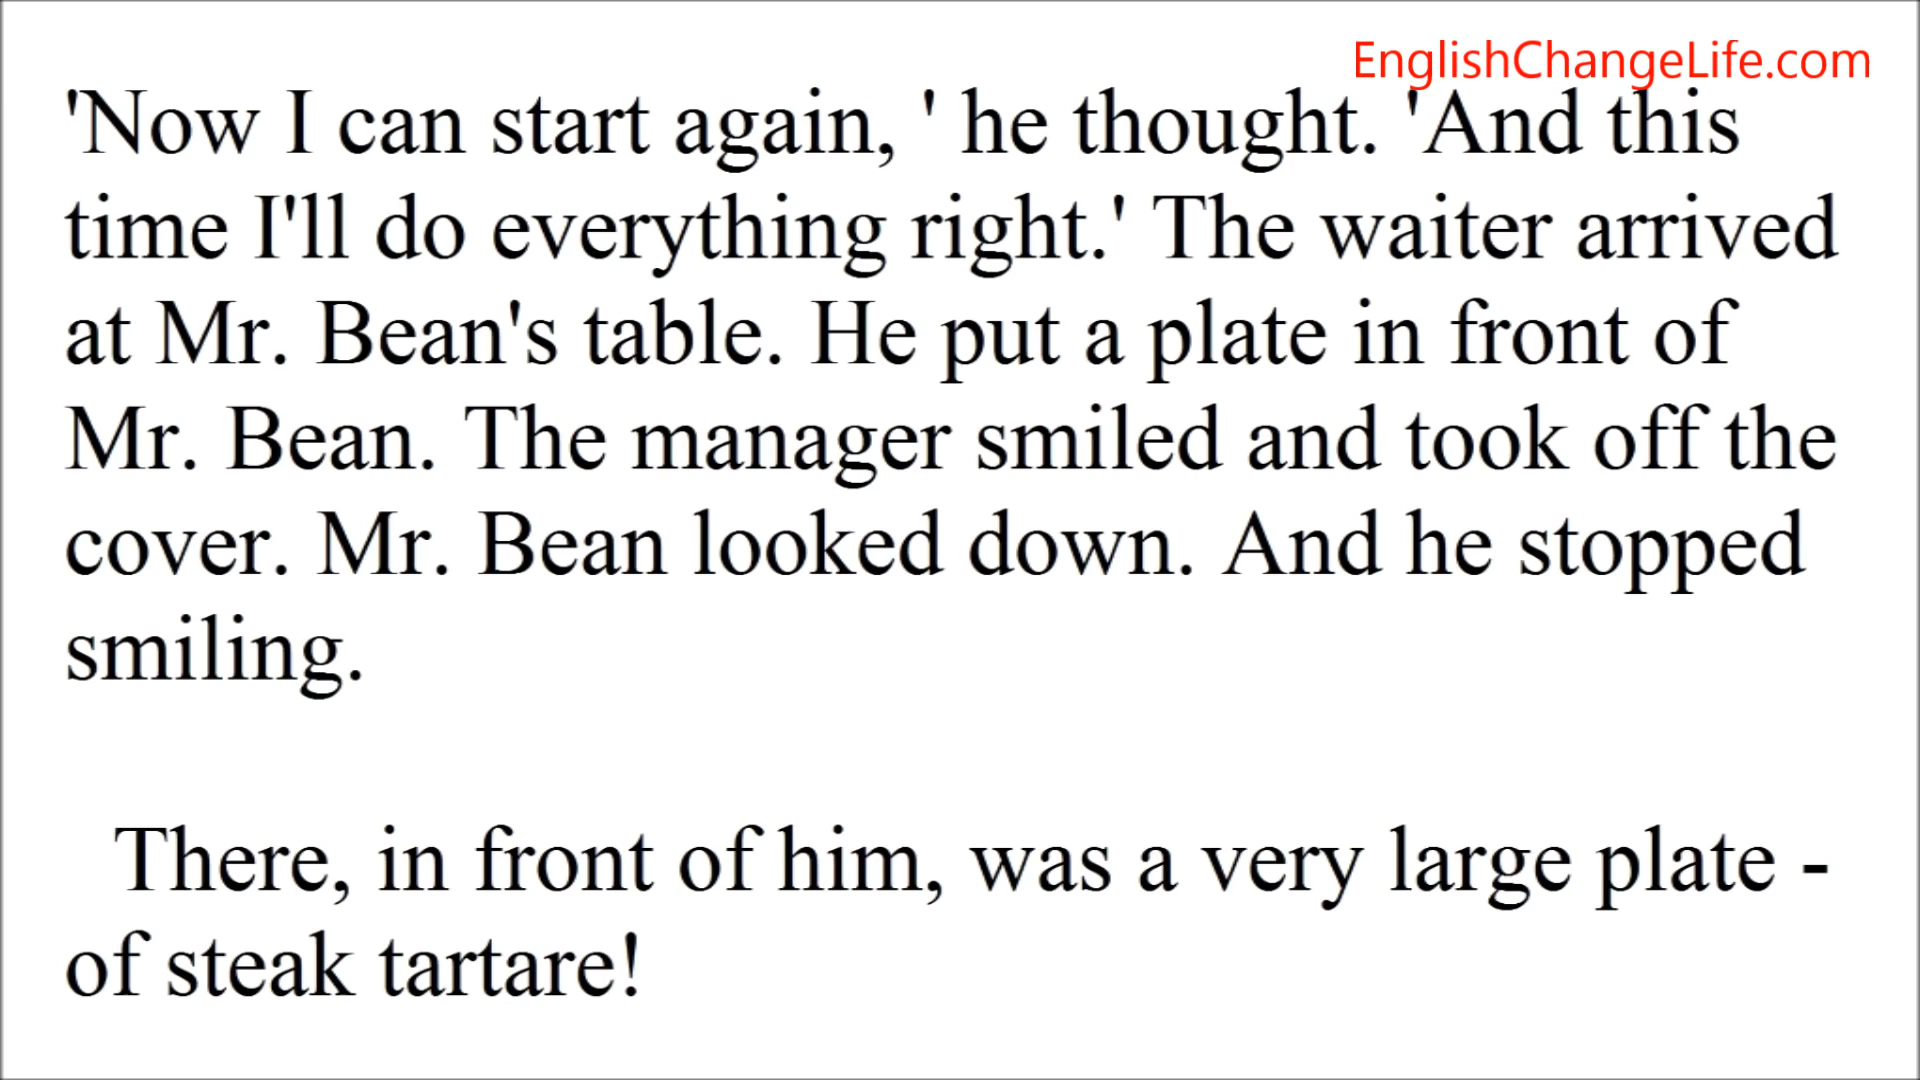 EnglishChangeLife.com
'Now I can start again, ' he thought. 'And this
time I'll do everything right.' The waiter arrived
at Mr. Bean's table. He put a plate in front of
Mr. Bean. The manager smiled and took off the
cover. Mr. Bean looked down. And he stopped
smiling.
There, in front of him, was a very large plate -
of steak tartare!